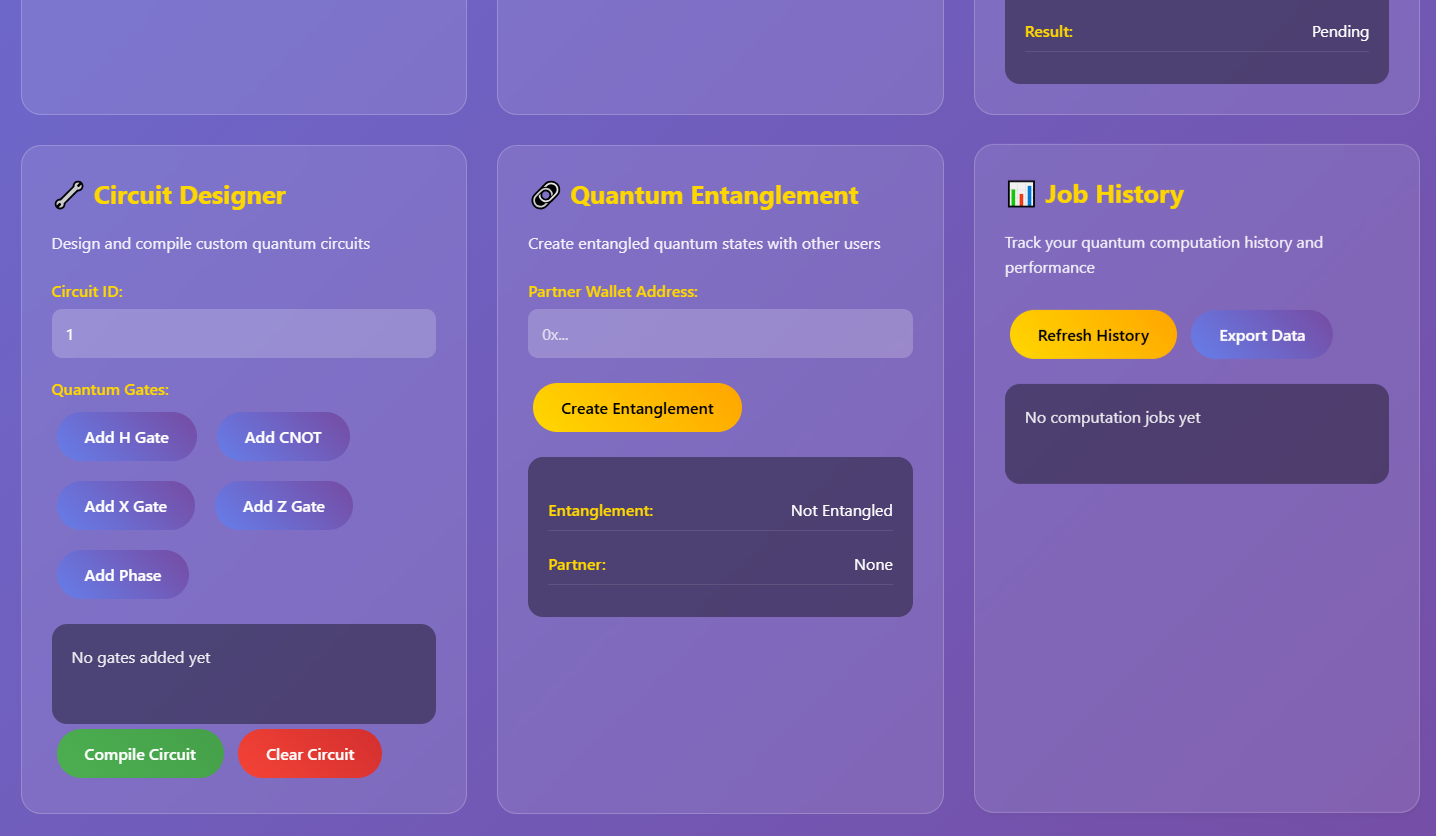 Result:
Pending
Circuit Designer
Design and compile custom quantum circuits
Circuit ID:
1
Quantum Gates:
Add H Gate
Add CNOT
Add X Gate
Add Z Gate
Add Phase
No gates added yet
Compile Circuit
Clear Circuit
Quantum Entanglement
Create entangled quantum states with other users
Partner Wallet Address:
0x...
Create Entanglement
Entanglement:
Not Entangled
Partner:
None
Job History
Track your quantum computation history and
performance
Refresh History
Export Data
No computation jobs yet